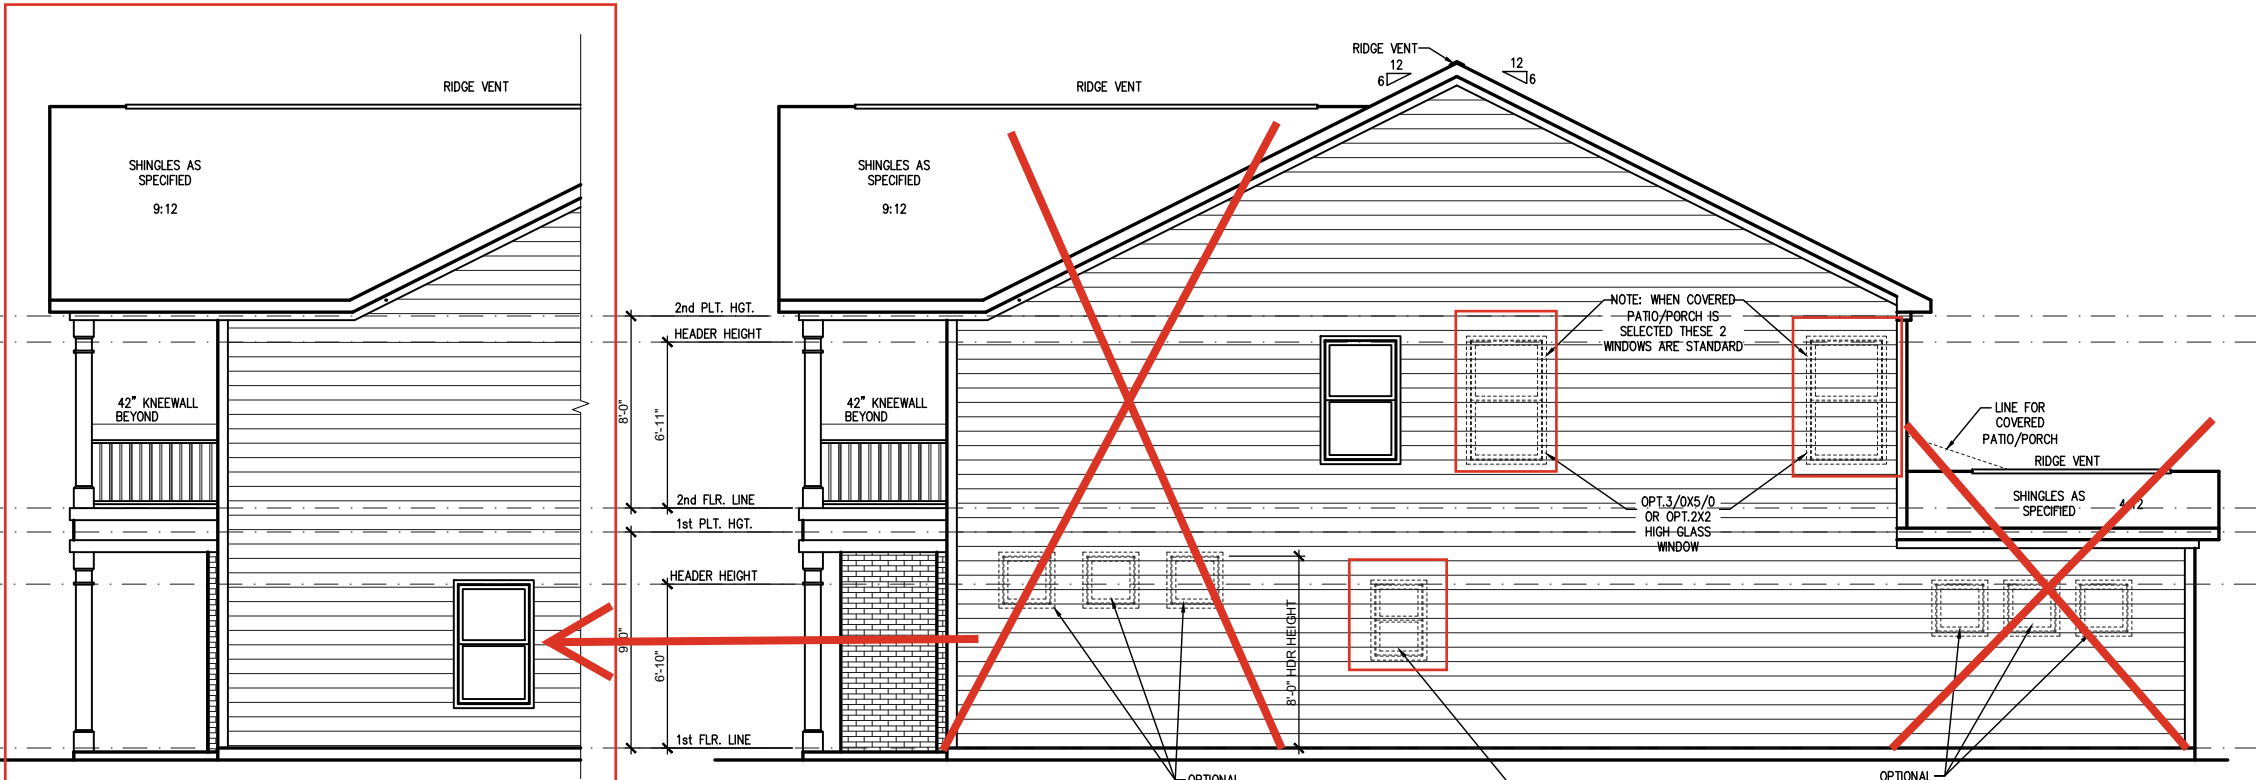 RIDGE VENT
SHINGLES AS
SPECIFIED
9:12
42" KNEEWALL
BEYOND
2nd PLT. HGT.
HEADER HEIGHT
8'-0"
6'-11"
2nd FLR. LINE
1st PLT. HGT.
HEADER HEIGHT
6'-10"
1st FLR. LINE
RIDGE VENT
SHINGLES AS
SPECIFIED
9:12
42" KNEEWALL
BEYOND
RIDGE VENT
12
6
12
6
NOTE: WHEN COVERED
PATIO/PORCH IS
SELECTED THESE 2
WINDOWS ARE STANDARD
OPT.3/0X5/0
OR OPT.2X2
HIGH GLASS
WINDOW
8'-0" HDR HEIGHT
OPTIONAL
LINE FOR
COVERED
PATIO/PORCH
RIDGE VENT
SHINGLES AS
SPECIFIED
OPTIONAL